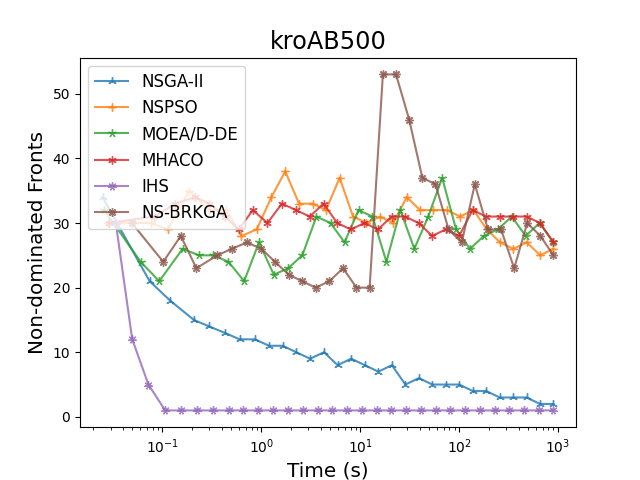 kroAB500
NSGA-II
NSPSO
MOEA/D-DE
MHACO
IHS
NS-BRKGA
Non-dominated Fronts
50
40
30
20
10
0
10⁻¹ 10⁰ 10¹ 10² 10³
Time (s)